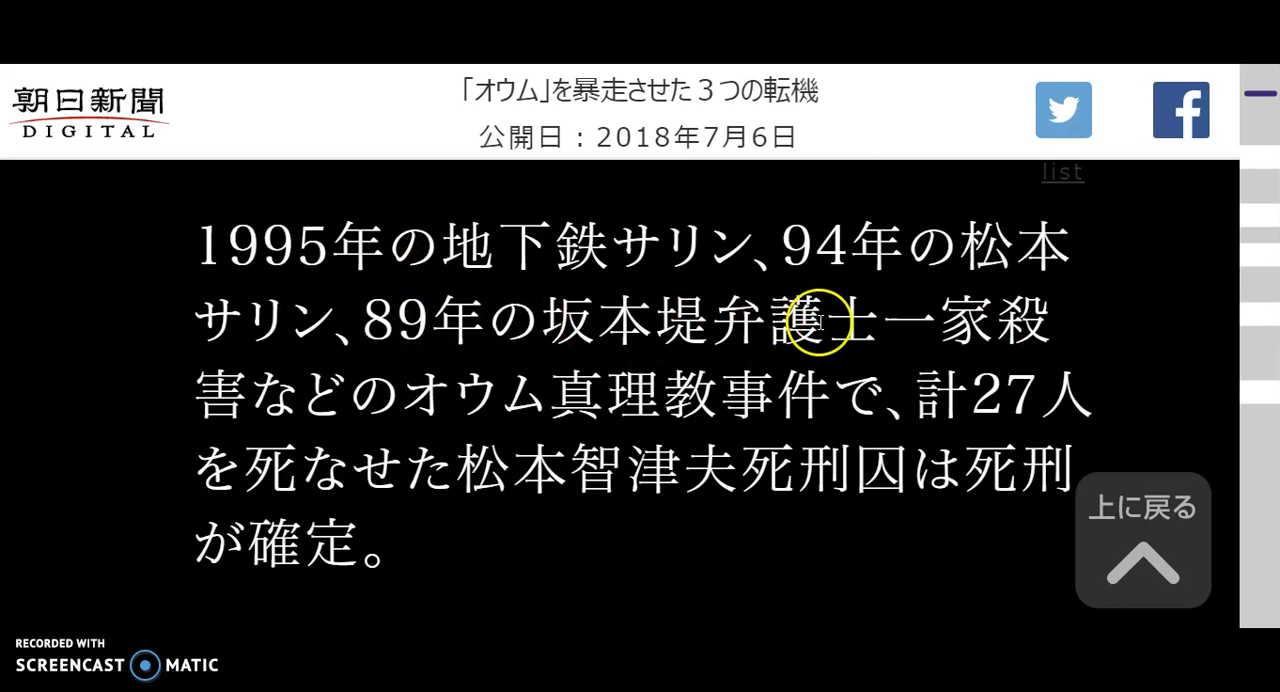 朝日新聞
DIGITAL
「オウム」を暴走させた３つの転機
公開日：2018年7月6日
list
1995年の地下鉄サリン、94年の松本
サリン、89年の坂本堤弁護士一家殺
害などのオウム真理教事件で、計27人
を死なせた松本智津夫死刑囚は死刑
が確定。
上に戻る
RECORDED WITH
SCREENCAST MATIC